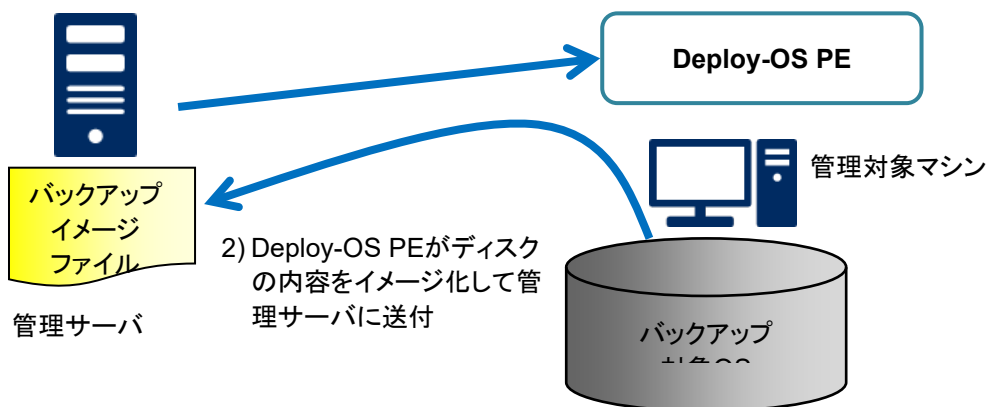 Deploy-OS PE
管理対象マシン
バックアップ
イメージ
ファイル
管理サーバ
2) Deploy-OS PEがディスク
の内容をイメージ化して管
理サーバに送付
バックアップ